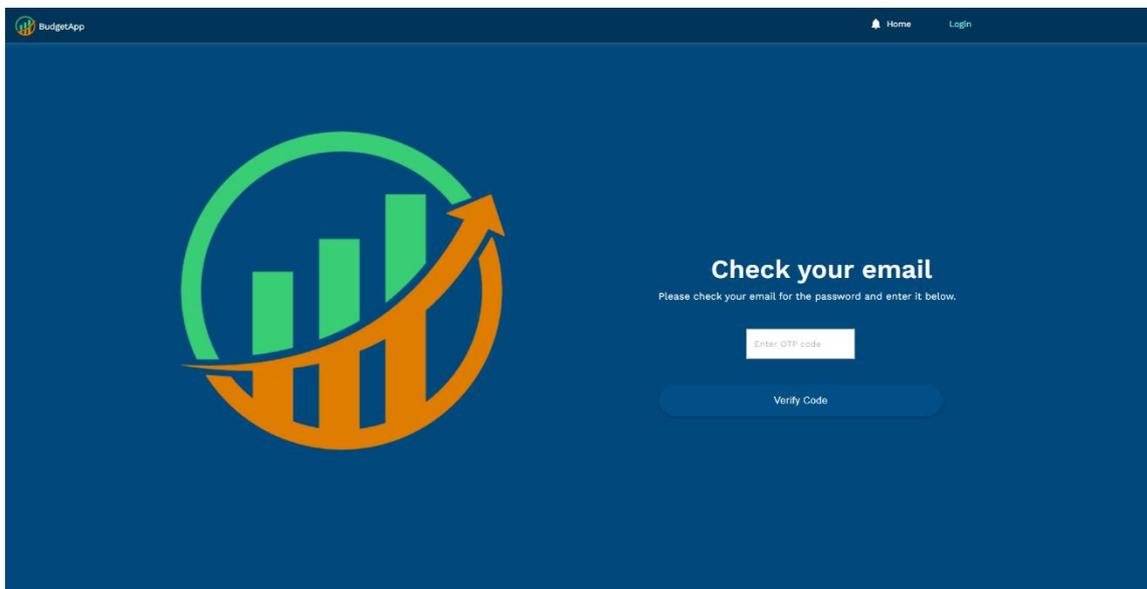 BudgetApp
Home
Login
Check your email
Please check your email for the password and enter it below.
Enter OTP code
Verify Code